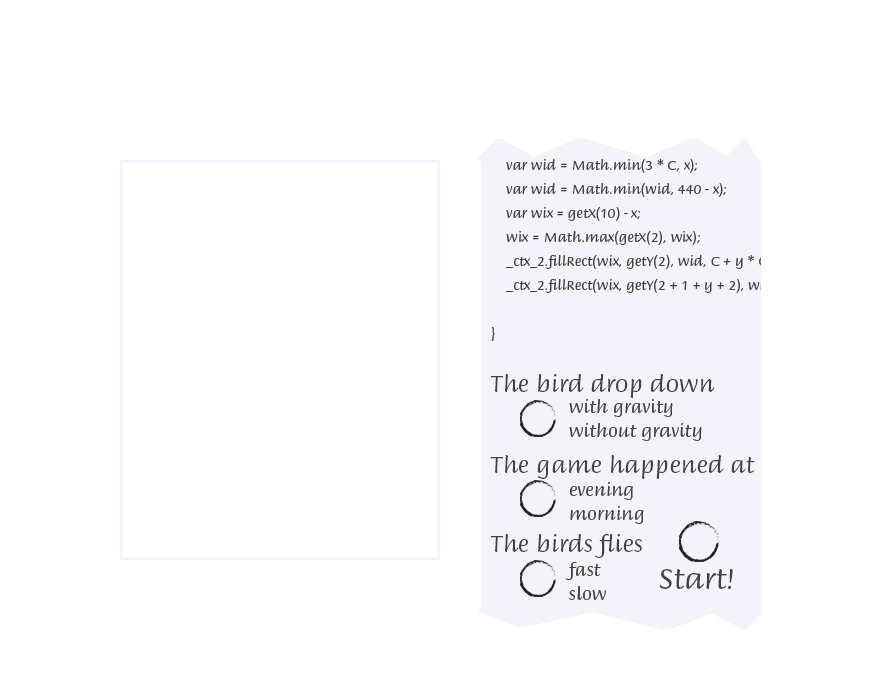 var wid = Math.min(3 * C, x);
var wid = Math.min(wid, 440 - x);
var wix = getX(10) - x;
wix = Math.max(getX(2), wix);
_ctx_2.fillRect(wix, getY(2), wid, C + y *
_ctx_2.fillRect(wix, getY(2 + 1 + y + 2),
}
The bird drop down
with gravity
without gravity
The game happened at
evening
morning
The birds flies
fast
slow
Start!